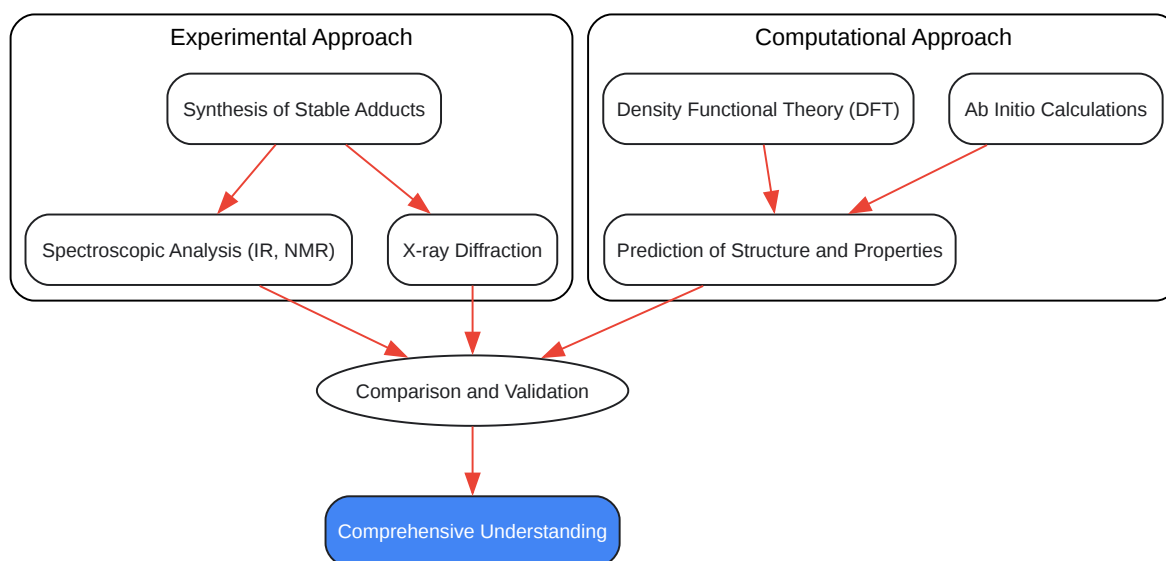 Experimental Approach
Computational Approach
Synthesis of Stable Adducts
Density Functional Theory (DFT)
Ab Initio Calculations
Spectroscopic Analysis (IR, NMR)
X-ray Diffraction
Prediction of Structure and Properties
Comparison and Validation
Comprehensive Understanding